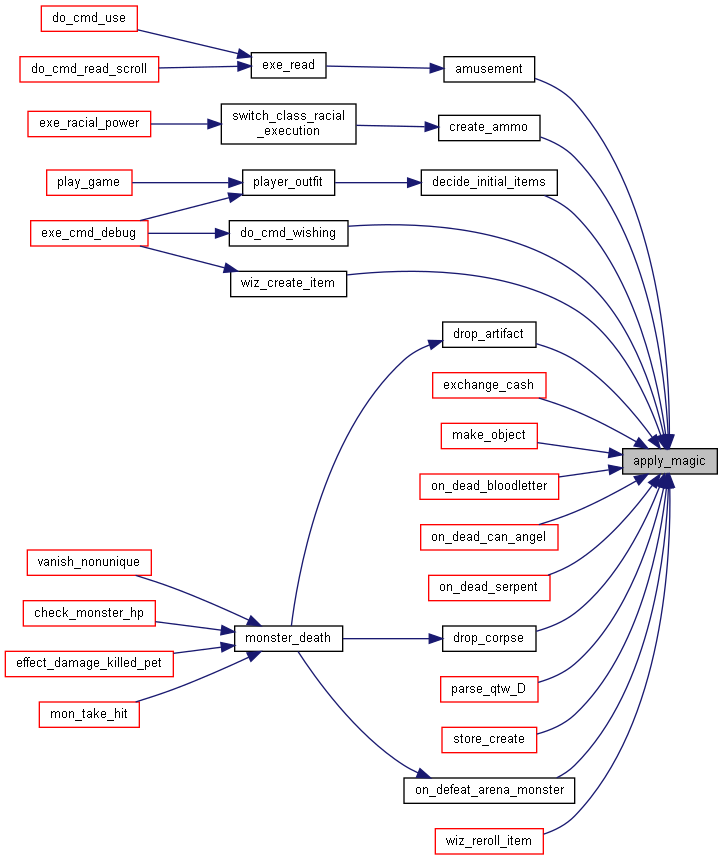 do_cmd_use
do_cmd_read_scroll
exe_read
amusement
exe_racial_power
switch_class_racial
_execution
create_ammo
play_game
player_outfit
decide_initial_items
exe_cmd_debug
do_cmd_wishing
wiz_create_item
drop_artifact
exchange_cash
make_object
apply_magic
on_dead_bloodletter
on_dead_can_angel
on_dead_serpent
vanish_nonunique
check_monster_hp
monster_death
drop_corpse
effect_damage_killed_pet
parse_qtw_D
mon_take_hit
store_create
on_defeat_arena_monster
wiz_reroll_item